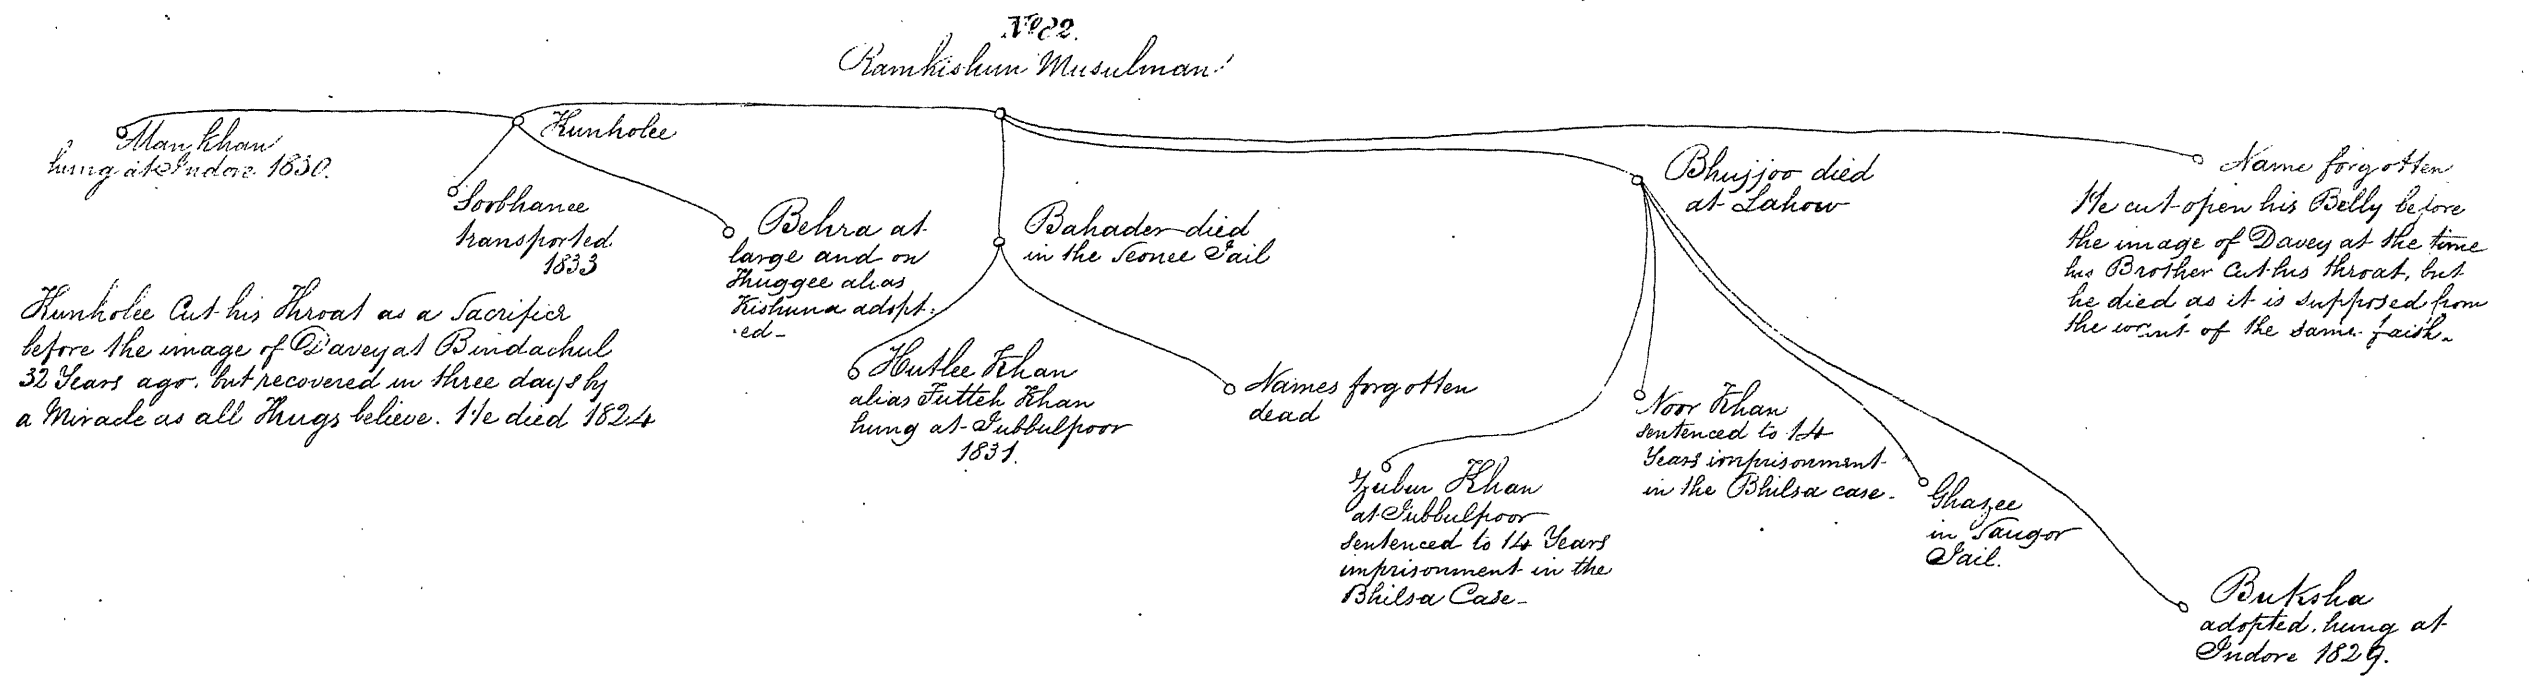 No 22.
Ramkishun Musulman
Man khan
hung at Indore 1830.
Kunholee
Sorbhanee
transported
1833
Behra at
large and on
Thuggee alias
Kishuna adopt-
ed-
Bahader died
in the Seonee Jail
Bhujjoo died
at Lahow
Name forgotten
He cut open his Belly before
the image of Davey at the time
his Brother Cut his throat, but
he died as it is supposed from
the want of the same faith.
Kunholee Cut his Throat as a Sacrifice
before the image of Davey at Bindachul
32 Years ago. but recovered in three days by
a Miracle as all Thugs believe. He died 1824
Hutlee Khan
alias Futteh Khan
hung at Jubbulpoor
1831.
Names forgotten
dead
Zubur Khan
at Jubbulpoor
sentenced to 14 Years
imprisonment in the
Bhilsa Case-
Noor Khan
sentenced to 14
Years imprisonment
in the Bhilsa case-
Ghazee
in Saugor
Jail.
Buksha
adopted. hung at
Indore 1829.